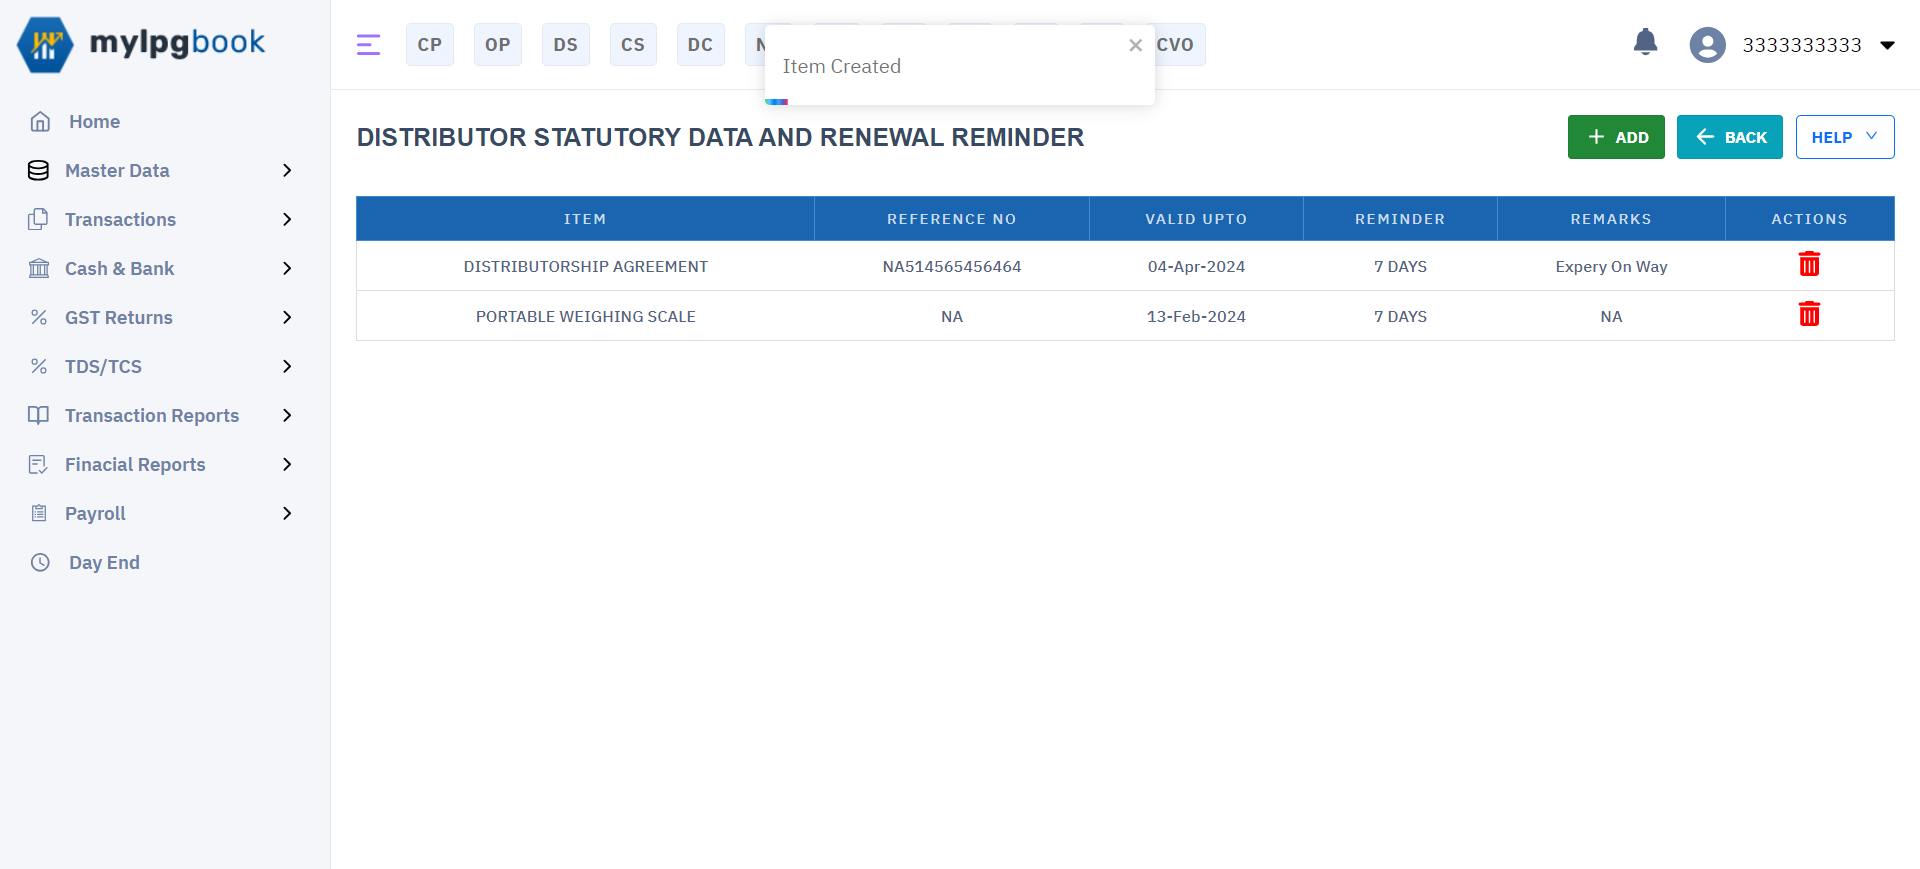 mylpgbook
CP OP DS CS DC CVO
3333333333
Item Created
Home
Master Data
Transactions
Cash & Bank
GST Returns
TDS/TCS
Transaction Reports
Finacial Reports
Payroll
Day End
DISTRIBUTOR STATUTORY DATA AND RENEWAL REMINDER
ADD BACK HELP
ITEM REFERENCE NO VALID UPTO REMINDER REMARKS ACTIONS
DISTRIBUTORSHIP AGREEMENT NA514565456464 04-Apr-2024 7 DAYS Expery On Way
PORTABLE WEIGHING SCALE NA 13-Feb-2024 7 DAYS NA